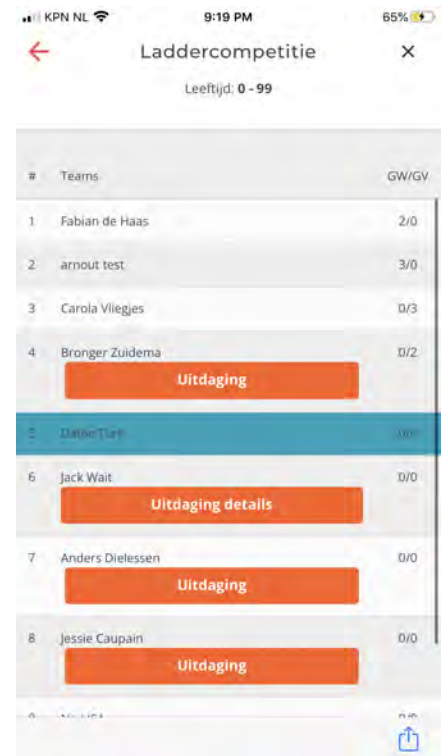 KPN NL 9:19 PM 65%
Laddercompetitie ×
Leeftijd: 0 - 99
# Teams GW/GV
1 Fabian de Haas 2/0
2 arnout test 3/0
3 Carola Vliegjes 0/3
4 Bronger Zuidema 0/2
Uitdaging
5
6 Jack Wait 0/0
Uitdaging details
7 Anders Dielessen 0/0
Uitdaging
8 Jessie Caupain 0/0
Uitdaging